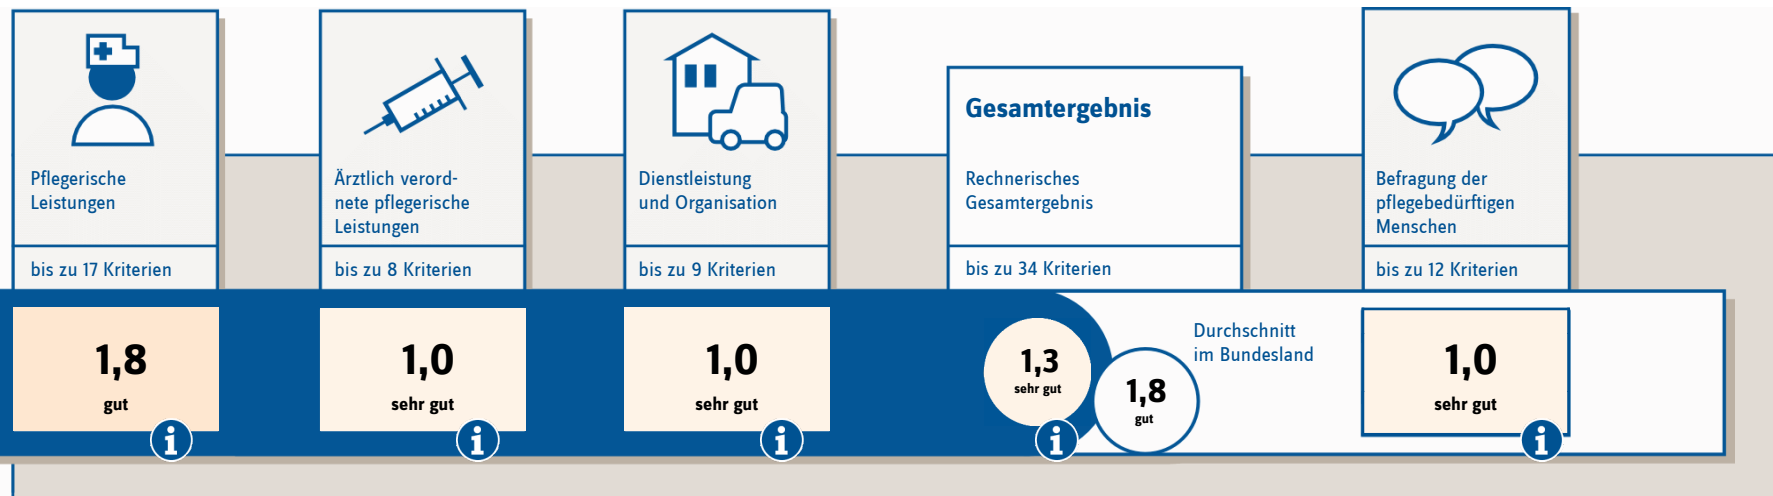 Pflegerische
Leistungen
bis zu 17 Kriterien
1,8
gut
i
Ärztlich verord-
nete pflegerische
Leistungen
bis zu 8 Kriterien
1,0
sehr gut
i
Dienstleistung
und Organisation
bis zu 9 Kriterien
1,0
sehr gut
i
Gesamtergebnis
Rechnerisches
Gesamtergebnis
bis zu 34 Kriterien
1,3
sehr gut
i
Durchschnitt
im Bundesland
1,8
gut
Befragung der
pflegebedürftigen
Menschen
bis zu 12 Kriterien
1,0
sehr gut
i